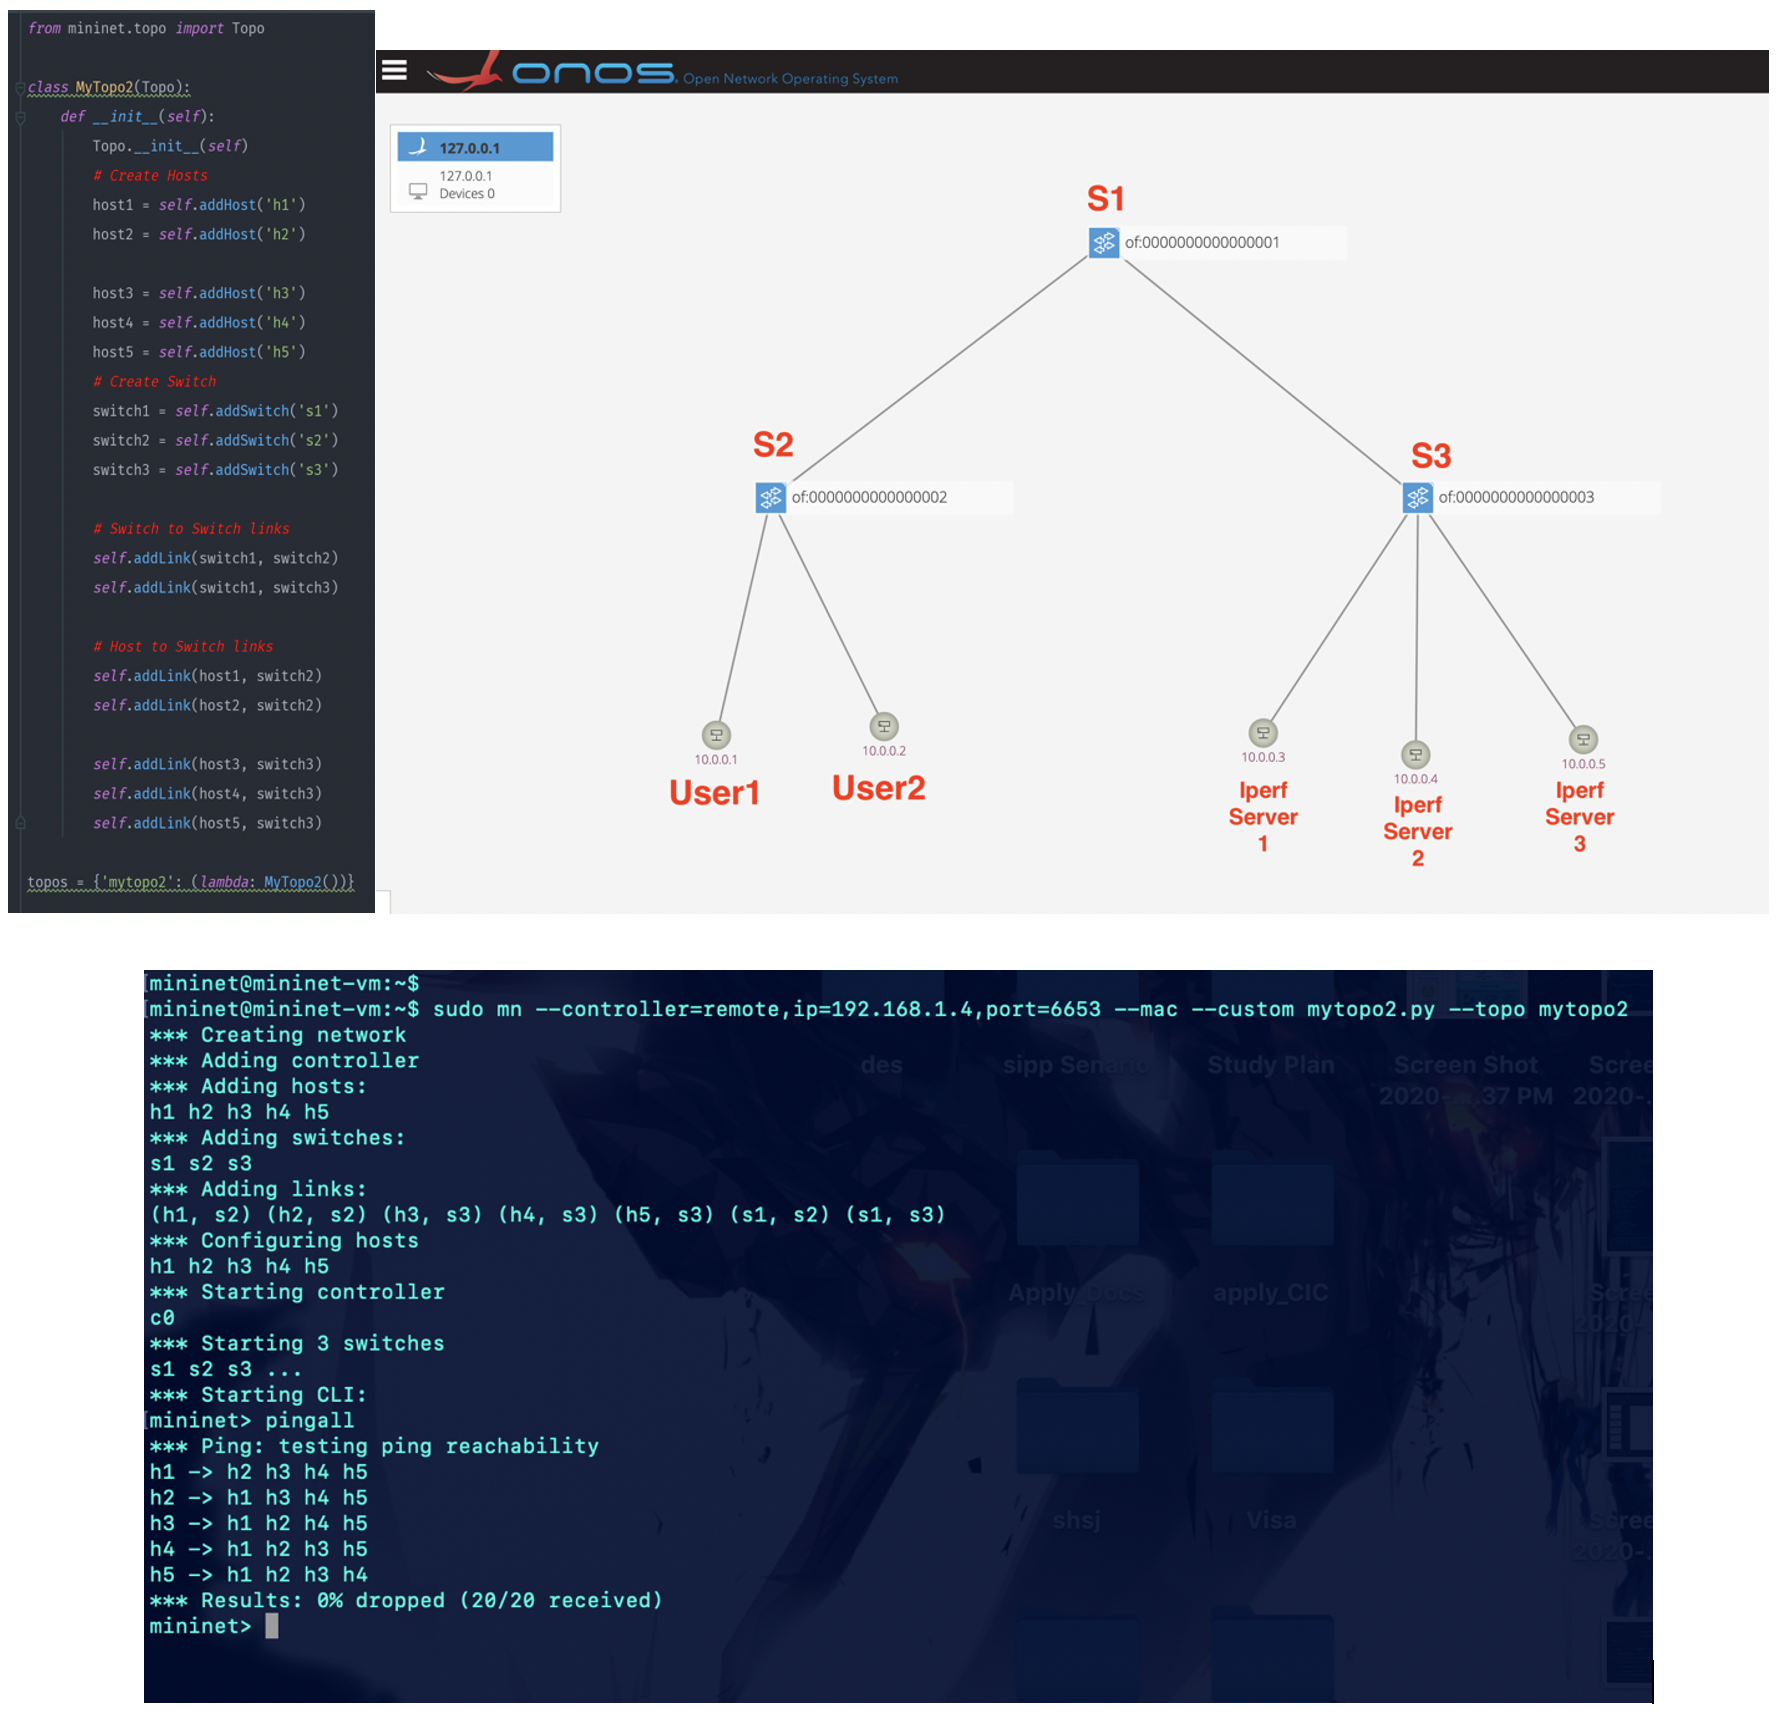 from mininet.topo import Topo
class MyTopo2(Topo):
def __init__(self):
Topo.__init__(self)
# Create Hosts
host1 = self.addHost('h1')
host2 = self.addHost('h2')
host3 = self.addHost('h3')
host4 = self.addHost('h4')
host5 = self.addHost('h5')
# Create Switch
switch1 = self.addSwitch('s1')
switch2 = self.addSwitch('s2')
switch3 = self.addSwitch('s3')
# Switch to Switch links
self.addLink(switch1, switch2)
self.addLink(switch1, switch3)
# Host to Switch links
self.addLink(host1, switch2)
self.addLink(host2, switch2)
self.addLink(host3, switch3)
self.addLink(host4, switch3)
self.addLink(host5, switch3)
topos = {'mytopo2': (lambda: MyTopo2())}
onos. Open Network Operating System
127.0.0.1
127.0.0.1
Devices 0
S1
of:0000000000000001
S2
of:0000000000000002
S3
of:0000000000000003
10.0.0.1
User1
10.0.0.2
User2
10.0.0.3
Iperf
Server
1
10.0.0.4
Iperf
Server
2
10.0.0.5
Iperf
Server
3
mininet@mininet-vm:~$
mininet@mininet-vm:~$ sudo mn --controller=remote,ip=192.168.1.4,port=6653 --mac --custom mytopo2.py --topo mytopo2
*** Creating network
*** Adding controller
*** Adding hosts:
h1 h2 h3 h4 h5
*** Adding switches:
s1 s2 s3
*** Adding links:
(h1, s2) (h2, s2) (h3, s3) (h4, s3) (h5, s3) (s1, s2) (s1, s3)
*** Configuring hosts
h1 h2 h3 h4 h5
*** Starting controller
c0
*** Starting 3 switches
s1 s2 s3 ...
*** Starting CLI:
mininet> pingall
*** Ping: testing ping reachability
h1 -> h2 h3 h4 h5
h2 -> h1 h3 h4 h5
h3 -> h1 h2 h4 h5
h4 -> h1 h2 h3 h5
h5 -> h1 h2 h3 h4
*** Results: 0% dropped (20/20 received)
mininet>
des
sipp Senario
Study Plan
Screen Shot
Apply_Docs
apply_CIC
shsj
Visa